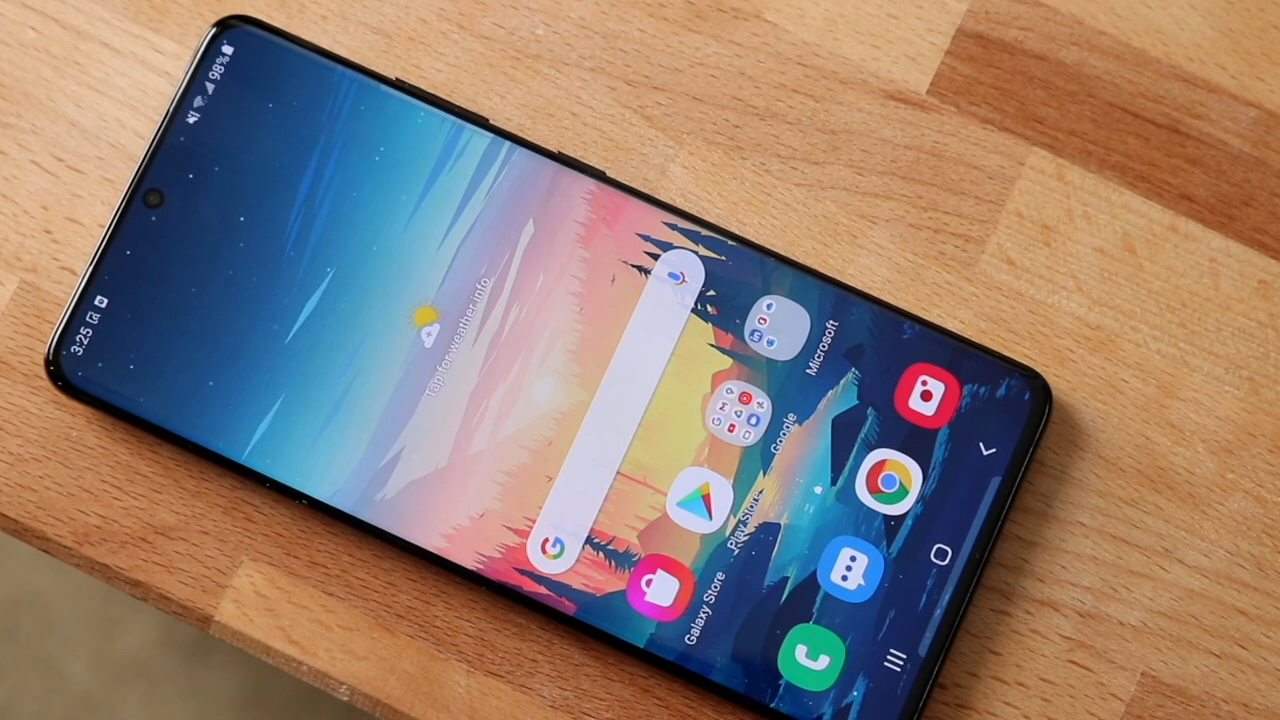 3:25
98%
Tap for weather info
Galaxy Store
Play Store
Google
Microsoft